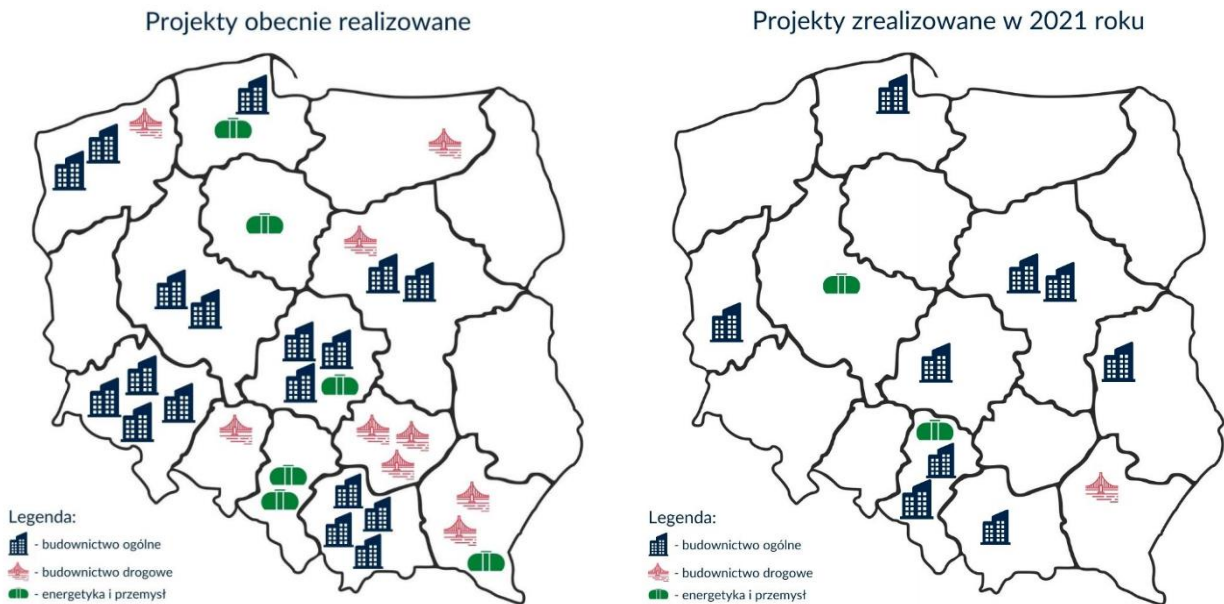 Projekty obecnie realizowane
Legenda:
- budownictwo ogólne
- budownictwo drogowe
- energetyka i przemysł
Projekty zrealizowane w 2021 roku
Legenda:
- budownictwo ogólne
- budownictwo drogowe
- energetyka i przemysł